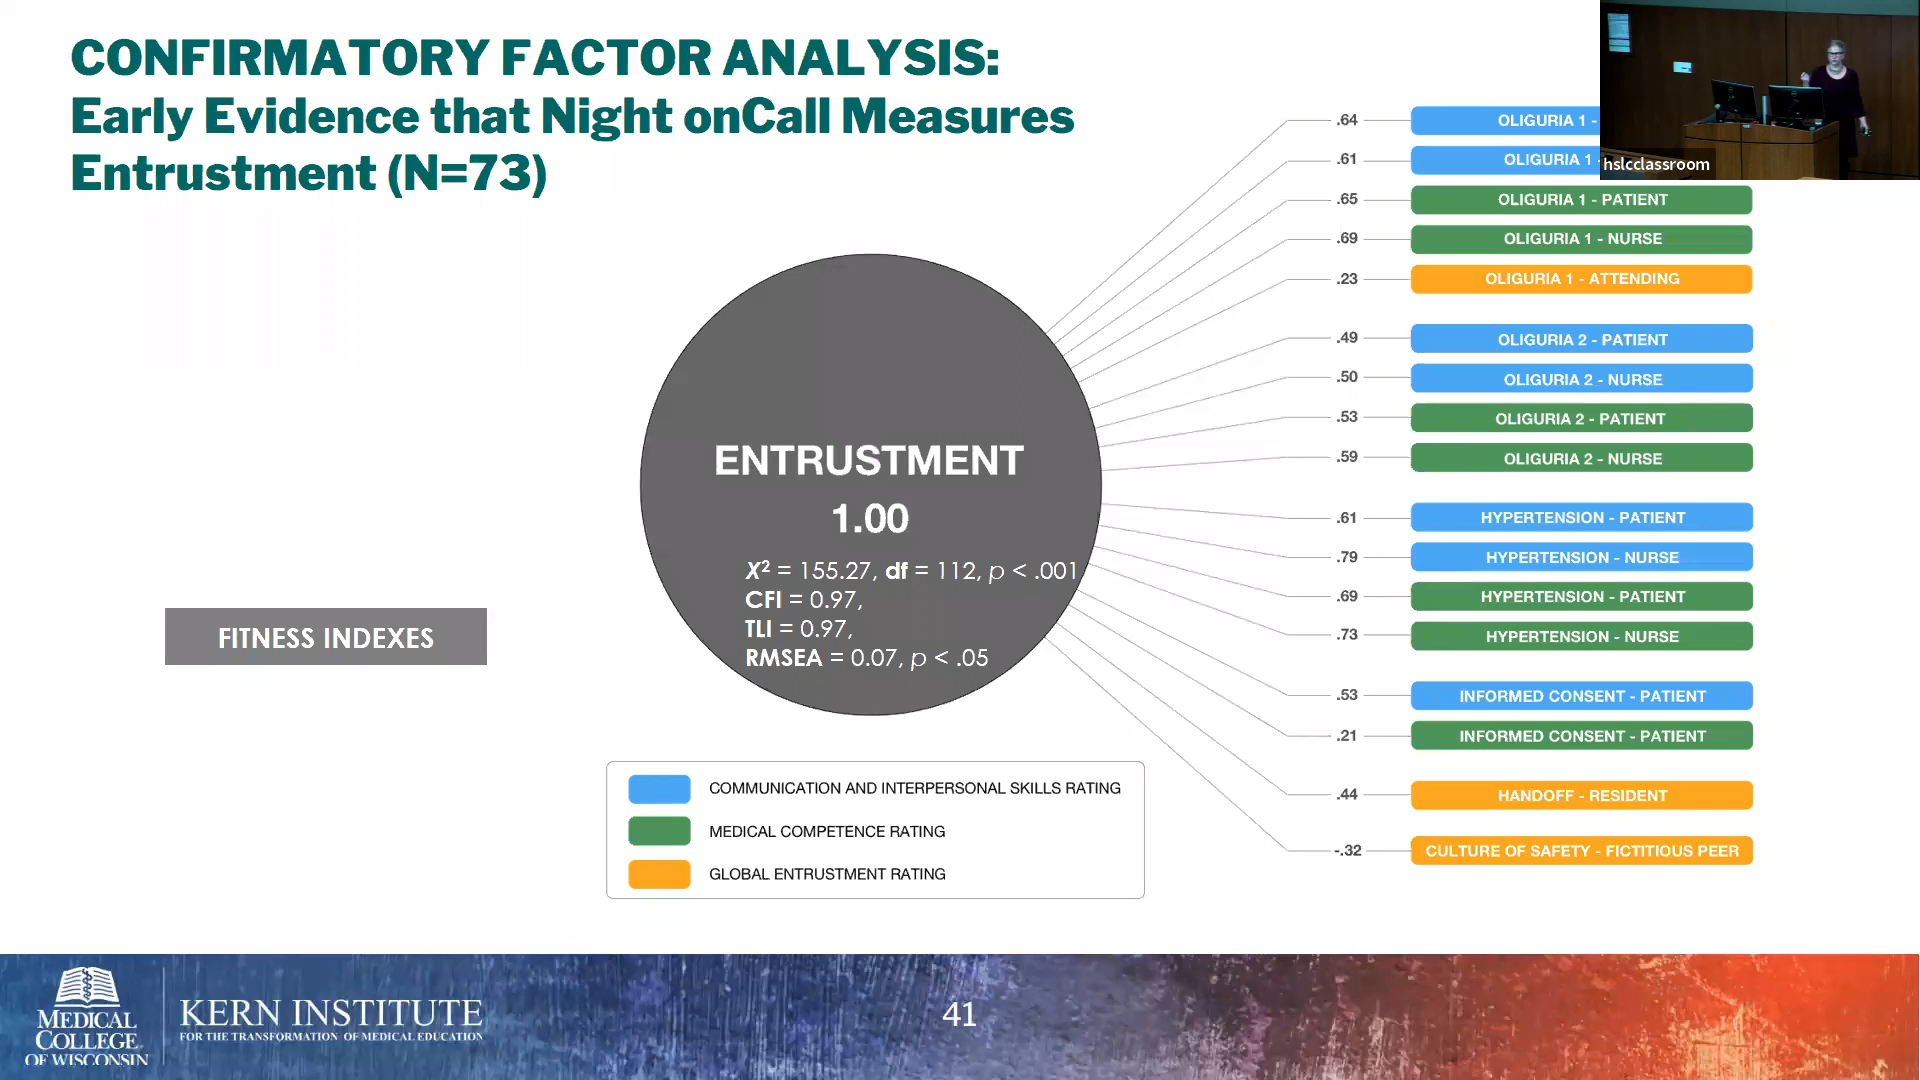 CONFIRMATORY FACTOR ANALYSIS:
Early Evidence that Night onCall Measures
Entrustment (N=73)
hslcclassroom
.64 OLIGURIA 1 -
.61 OLIGURIA 1
.65 OLIGURIA 1 - PATIENT
.69 OLIGURIA 1 - NURSE
.23 OLIGURIA 1 - ATTENDING
.49 OLIGURIA 2 - PATIENT
.50 OLIGURIA 2 - NURSE
.53 OLIGURIA 2 - PATIENT
.59 OLIGURIA 2 - NURSE
.61 HYPERTENSION - PATIENT
.79 HYPERTENSION - NURSE
.69 HYPERTENSION - PATIENT
.73 HYPERTENSION - NURSE
.53 INFORMED CONSENT - PATIENT
.21 INFORMED CONSENT - PATIENT
.44 HANDOFF - RESIDENT
-.32 CULTURE OF SAFETY - FICTITIOUS PEER
ENTRUSTMENT
1.00
X² = 155.27, df = 112, p < .001
CFI = 0.97,
TLI = 0.97,
RMSEA = 0.07, p < .05
FITNESS INDEXES
COMMUNICATION AND INTERPERSONAL SKILLS RATING
MEDICAL COMPETENCE RATING
GLOBAL ENTRUSTMENT RATING
MEDICAL
COLLEGE
OF WISCONSIN
KERN INSTITUTE
FOR THE TRANSFORMATION OF MEDICAL EDUCATION
41